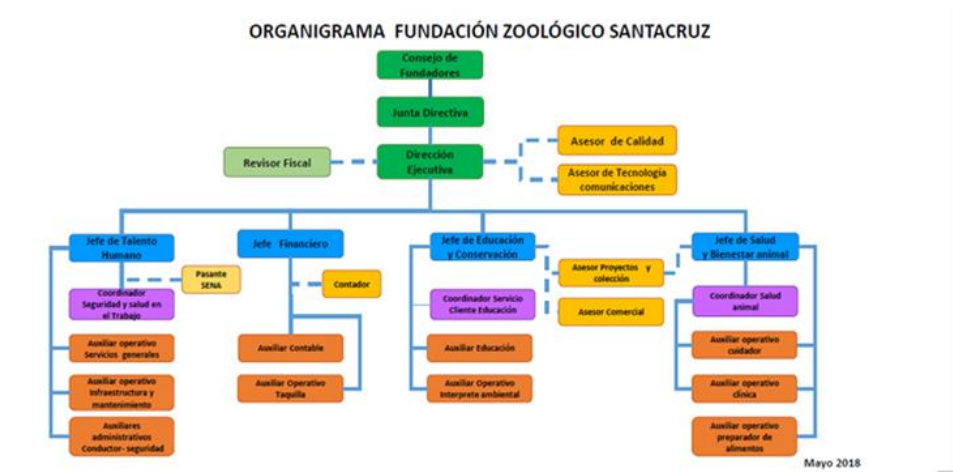 ORGANIGRAMA FUNDACIÓN ZOOLÓGICO SANTACRUZ
Consejo de
Fundadores
Junta Directiva
Revisor Fiscal
Dirección
Ejecutiva
Asesor de Calidad
Asesor de Tecnología
comunicaciones
Jefe de Talento
Humano
Jefe Financiero
Jefe de Educación
y Conservación
Jefe de Salud
y Bienestar animal
Pasante
SENA
Contador
Asesor Proyectos y
colección
Coordinador
Seguridad y salud en
el Trabajo
Coordinador Servicio
Cliente Educación
Asesor Comercial
Coordinador Salud
animal
Auxiliar operativo
Servicios generales
Auxiliar Contable
Auxiliar Educación
Auxiliar operativo
cuidador
Auxiliar operativo
Infraestructura y
mantenimiento
Auxiliar Operativo
Taquilla
Auxiliar Operativo
Interprete ambiental
Auxiliar operativo
clínica
Auxiliares
administrativos
Conductor- seguridad
Auxiliar operativo
preparador de
alimentos
Mayo 2018